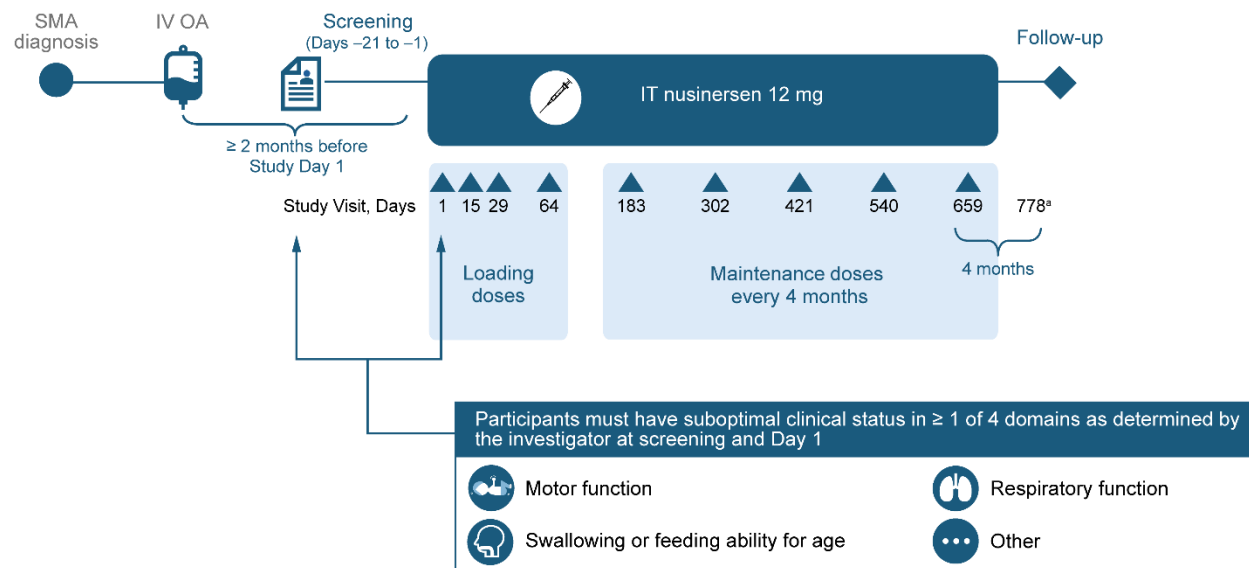 SMA
diagnosis
IV OA
Screening
(Days –21 to –1)
Follow-up
IT nusinersen 12 mg
≥ 2 months before
Study Day 1
Study Visit, Days
1 15 29 64 183 302 421 540 659 778ᵃ
Loading
doses
Maintenance doses
every 4 months
4 months
Participants must have suboptimal clinical status in ≥ 1 of 4 domains as determined by
the investigator at screening and Day 1
Motor function
Respiratory function
Swallowing or feeding ability for age
Other